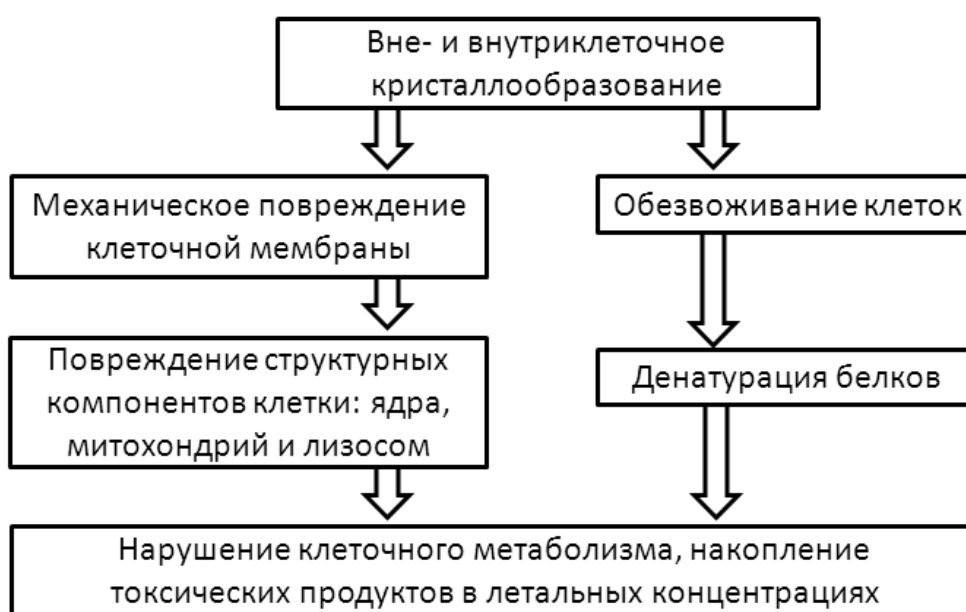 Вне- и внутриклеточное
кристаллообразование
Механическое повреждение
клеточной мембраны
Обезвоживание клеток
Повреждение структурных
компонентов клетки: ядра,
митохондрий и лизосом
Денатурация белков
Нарушение клеточного метаболизма, накопление
токсических продуктов в летальных концентрациях